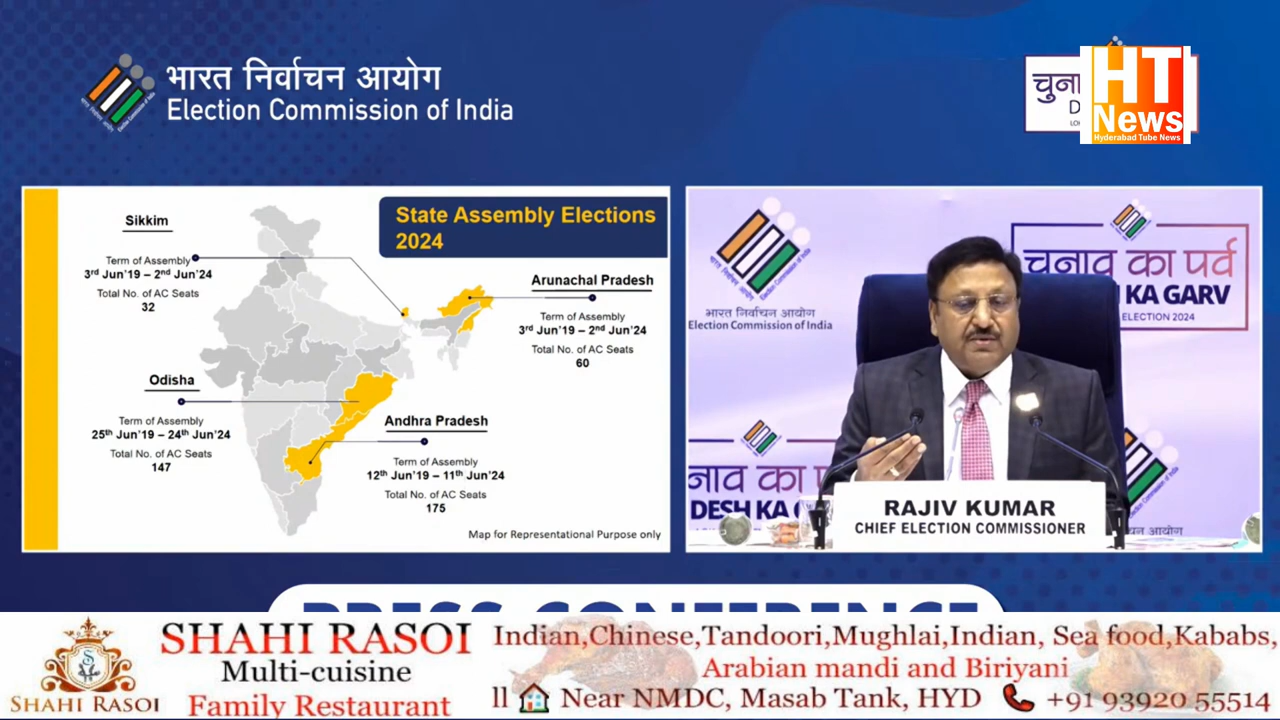 भारत निर्वाचन आयोग
Election Commission of India
चुना
D
HT
News
Hyderabad Tube News
State Assembly Elections
2024
Sikkim
Term of Assembly
3rd Jun'19 – 2nd Jun'24
Total No. of AC Seats
32
Arunachal Pradesh
Term of Assembly
3rd Jun'19 – 2nd Jun'24
Total No. of AC Seats
60
Odisha
Term of Assembly
25th Jun'19 – 24th Jun'24
Total No. of AC Seats
147
Andhra Pradesh
Term of Assembly
12th Jun'19 – 11th Jun'24
Total No. of AC Seats
175
Map for Representational Purpose only
भारत निर्वाचन आयोग
Election Commission of India
चुनाव का पर्व
KA GARV
ELECTION 2024
नाव का प
DESH KA
आयोग
RAJIV KUMAR
CHIEF ELECTION COMMISSIONER
PRESS CONFERENCE
SHAHI RASOI
SHAHI RASOI
Multi-cuisine
Family Restaurant
Indian,Chinese,Tandoori,Mughlai,Indian, Sea food,Kababs,
Arabian mandi and Biriyani
ll Near NMDC, Masab Tank, HYD +91 93920 55514